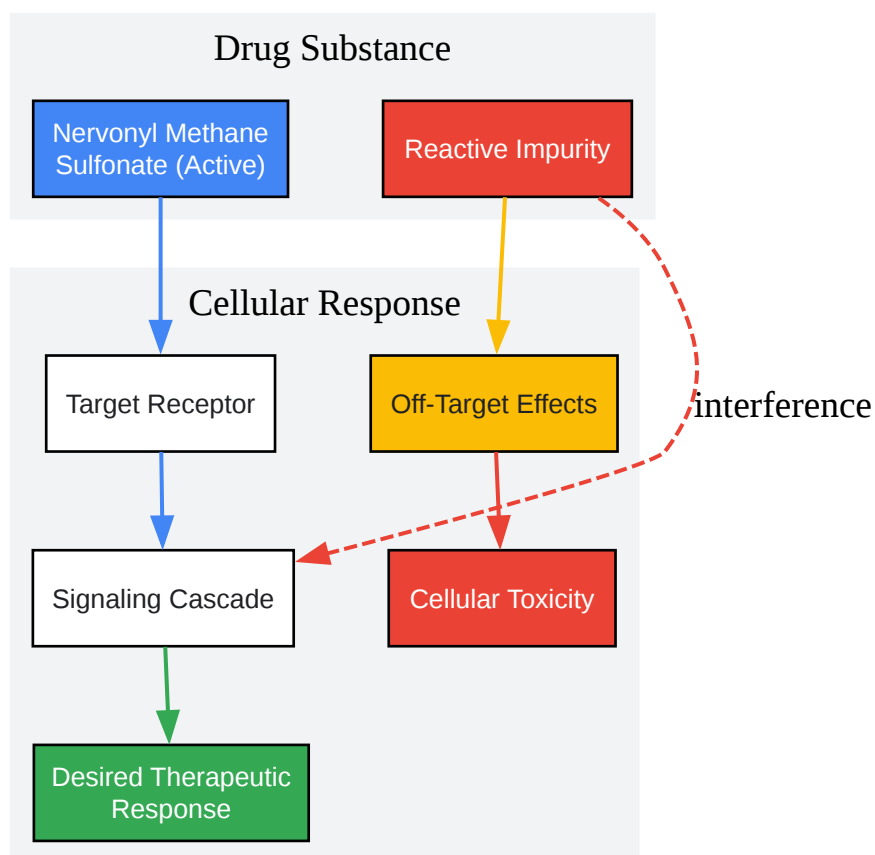 Drug Substance
Nervonyl Methane
Sulfonate (Active)
Reactive Impurity
Cellular Response
Target Receptor
Off-Target Effects
interference
Signaling Cascade
Cellular Toxicity
Desired Therapeutic
Response